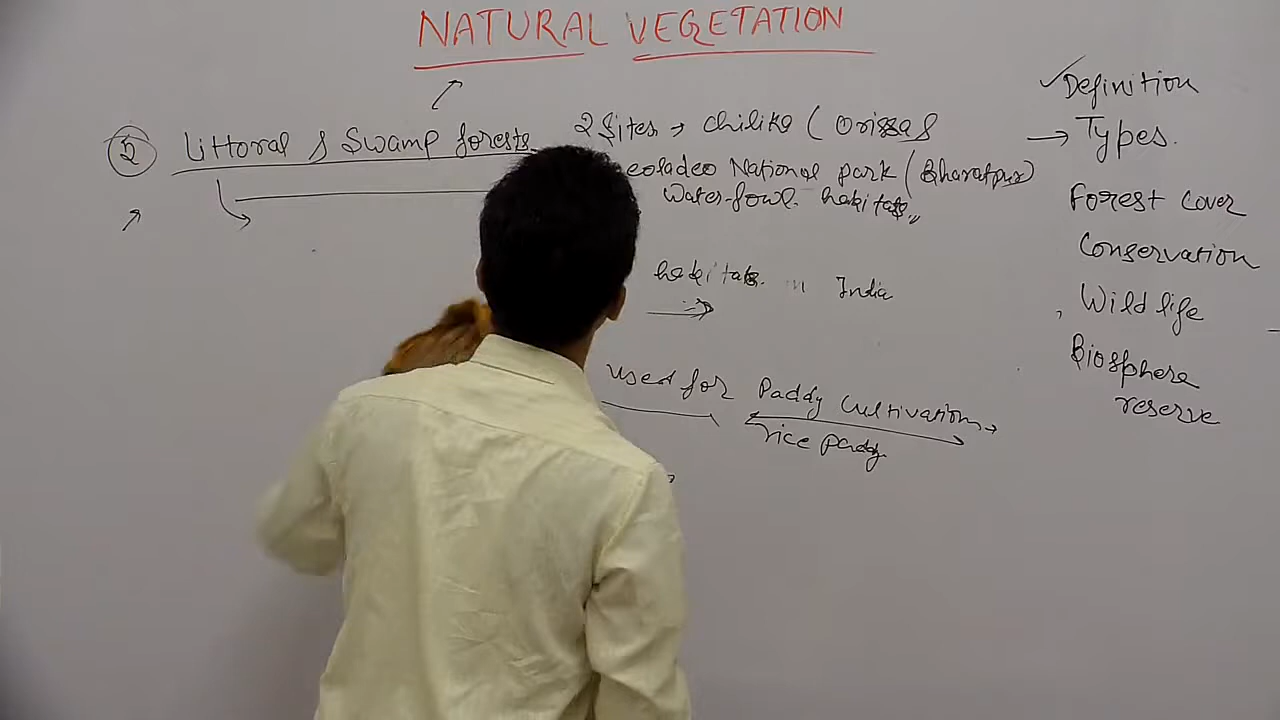 NATURAL VEGETATION
5 Littoral & Swamp forests
2 Sites → chilika (Orissa &
eoladeo National park (Bharatpur)
Water-fowl habitats,,
habitats in India
used for Paddy Cultivation →
rice paddy
✓Definition
→ Types.
Forest Cover
Conservation
Wild life
Biosphere
reserve